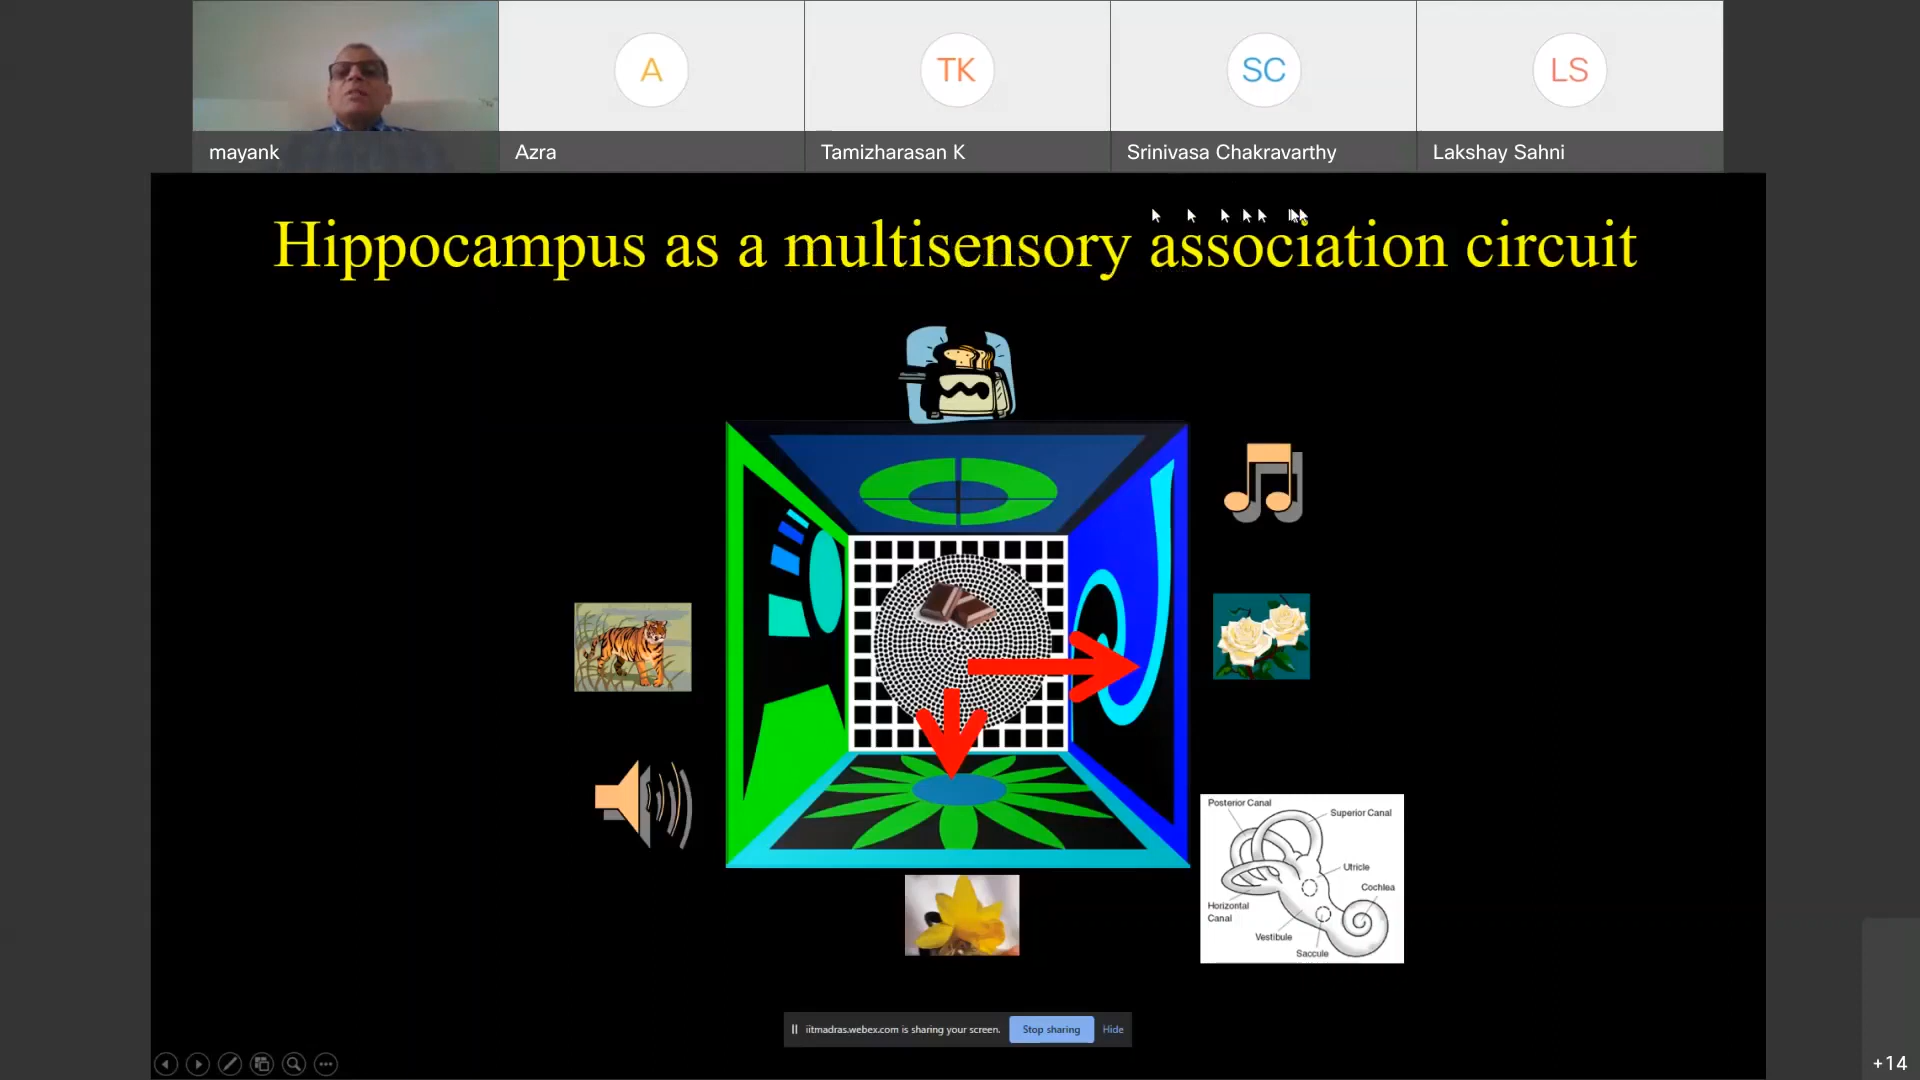 A
TK
SC
LS
mayank
Azra
Tamizharasan K
Srinivasa Chakravarthy
Lakshay Sahni
Hippocampus as a multisensory association circuit
Posterior Canal
Superior Canal
Utricle
Cochlea
Horizontal
Canal
Vestibule
Saccule
iitmadras.webex.com is sharing your screen.
Stop sharing
Hide
+14